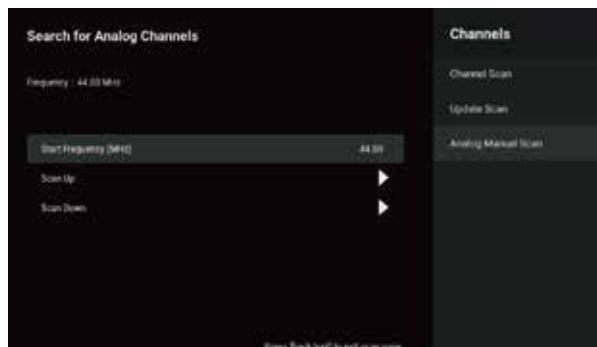 Search for Analog Channels
Frequency : 44.00 MHz
Start Frequency [MHz] 44.00
Scan Up
Scan Down
Channels
Channel Scan
Update Scan
Analog Manual Scan